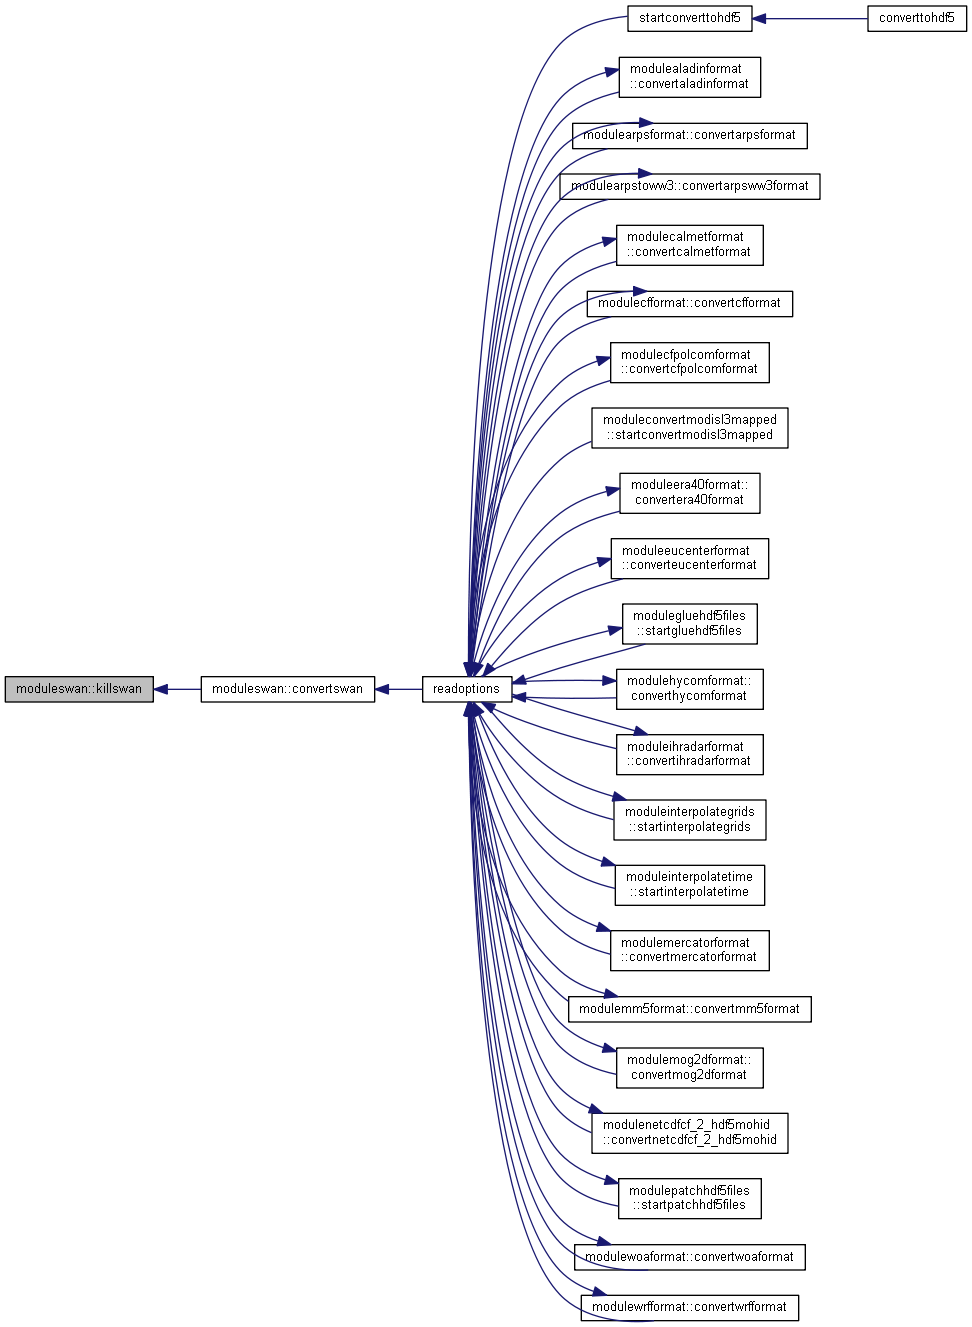 startconverttohdf5
converttohdf5
modulealadinformat
::convertaladinformat
modulearpsformat::convertarpsformat
modulearpstoww3::convertarpsww3format
modulecalmetformat
::convertcalmetformat
modulecfformat::convertcfformat
modulecfpolcomformat
::convertcfpolcomformat
moduleconvertmodisl3mapped
::startconvertmodisl3mapped
moduleera40format::
convertera40format
moduleeucenterformat
::converteucenterformat
modulegluehdf5files
::startgluehdf5files
moduleswan::killswan
moduleswan::convertswan
readoptions
modulehycomformat::
converthycomformat
moduleihradarformat
::convertihradarformat
moduleinterpolategrids
::startinterpolategrids
moduleinterpolatetime
::startinterpolatetime
modulemercatorformat
::convertmercatorformat
modulemm5format::convertmm5format
modulemog2dformat::
convertmog2dformat
modulenetcdfcf_2_hdf5mohid
::convertnetcdfcf_2_hdf5mohid
modulepatchhdf5files
::startpatchhdf5files
modulewoaformat::convertwoaformat
modulewrfformat::convertwrfformat